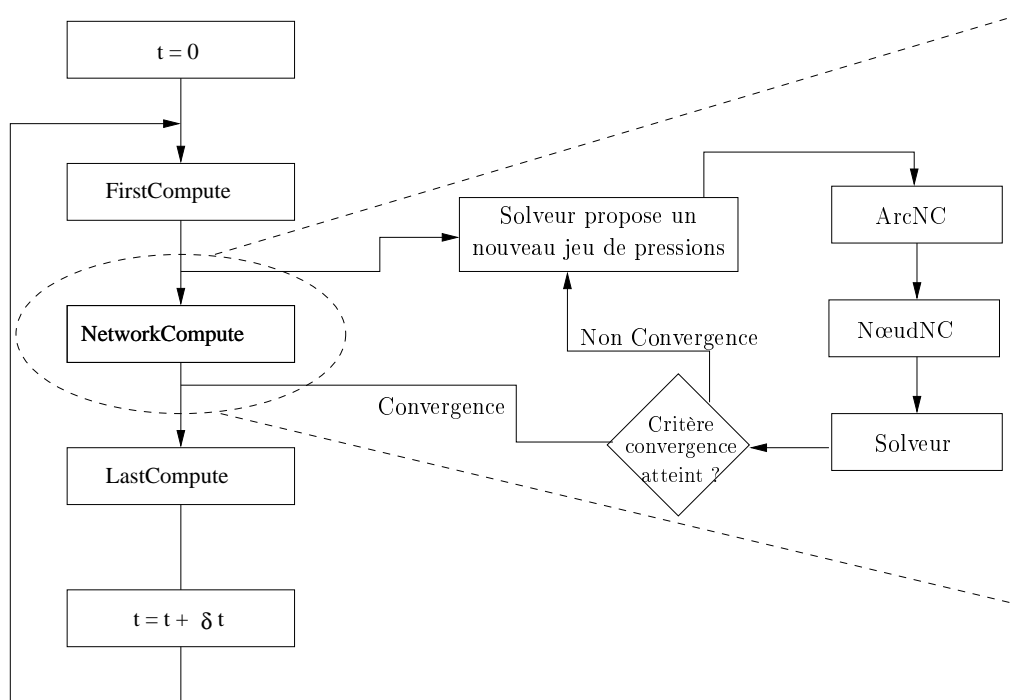 t = 0
FirstCompute
NetworkCompute
LastCompute
t = t + δ t
Solveur propose un
nouveau jeu de pressions
ArcNC
NœudNC
Solveur
Critère
convergence
atteint ?
Non Convergence
Convergence